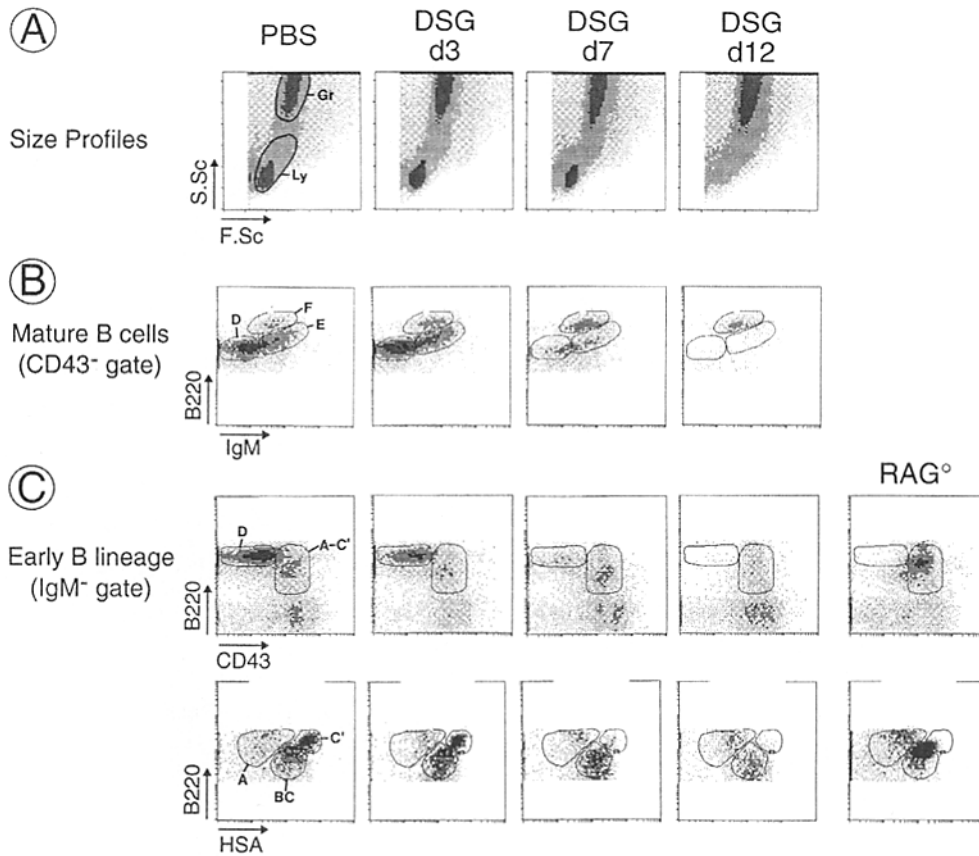 A
PBS
DSG
d3
DSG
d7
DSG
d12
Size Profiles
Gr
Ly
S.Sc
F.Sc
B
Mature B cells
(CD43⁻ gate)
D
F
E
B220
IgM
C
RAG°
Early B lineage
(IgM⁻ gate)
D
A-C'
B220
CD43
C'
A
BC
B220
HSA